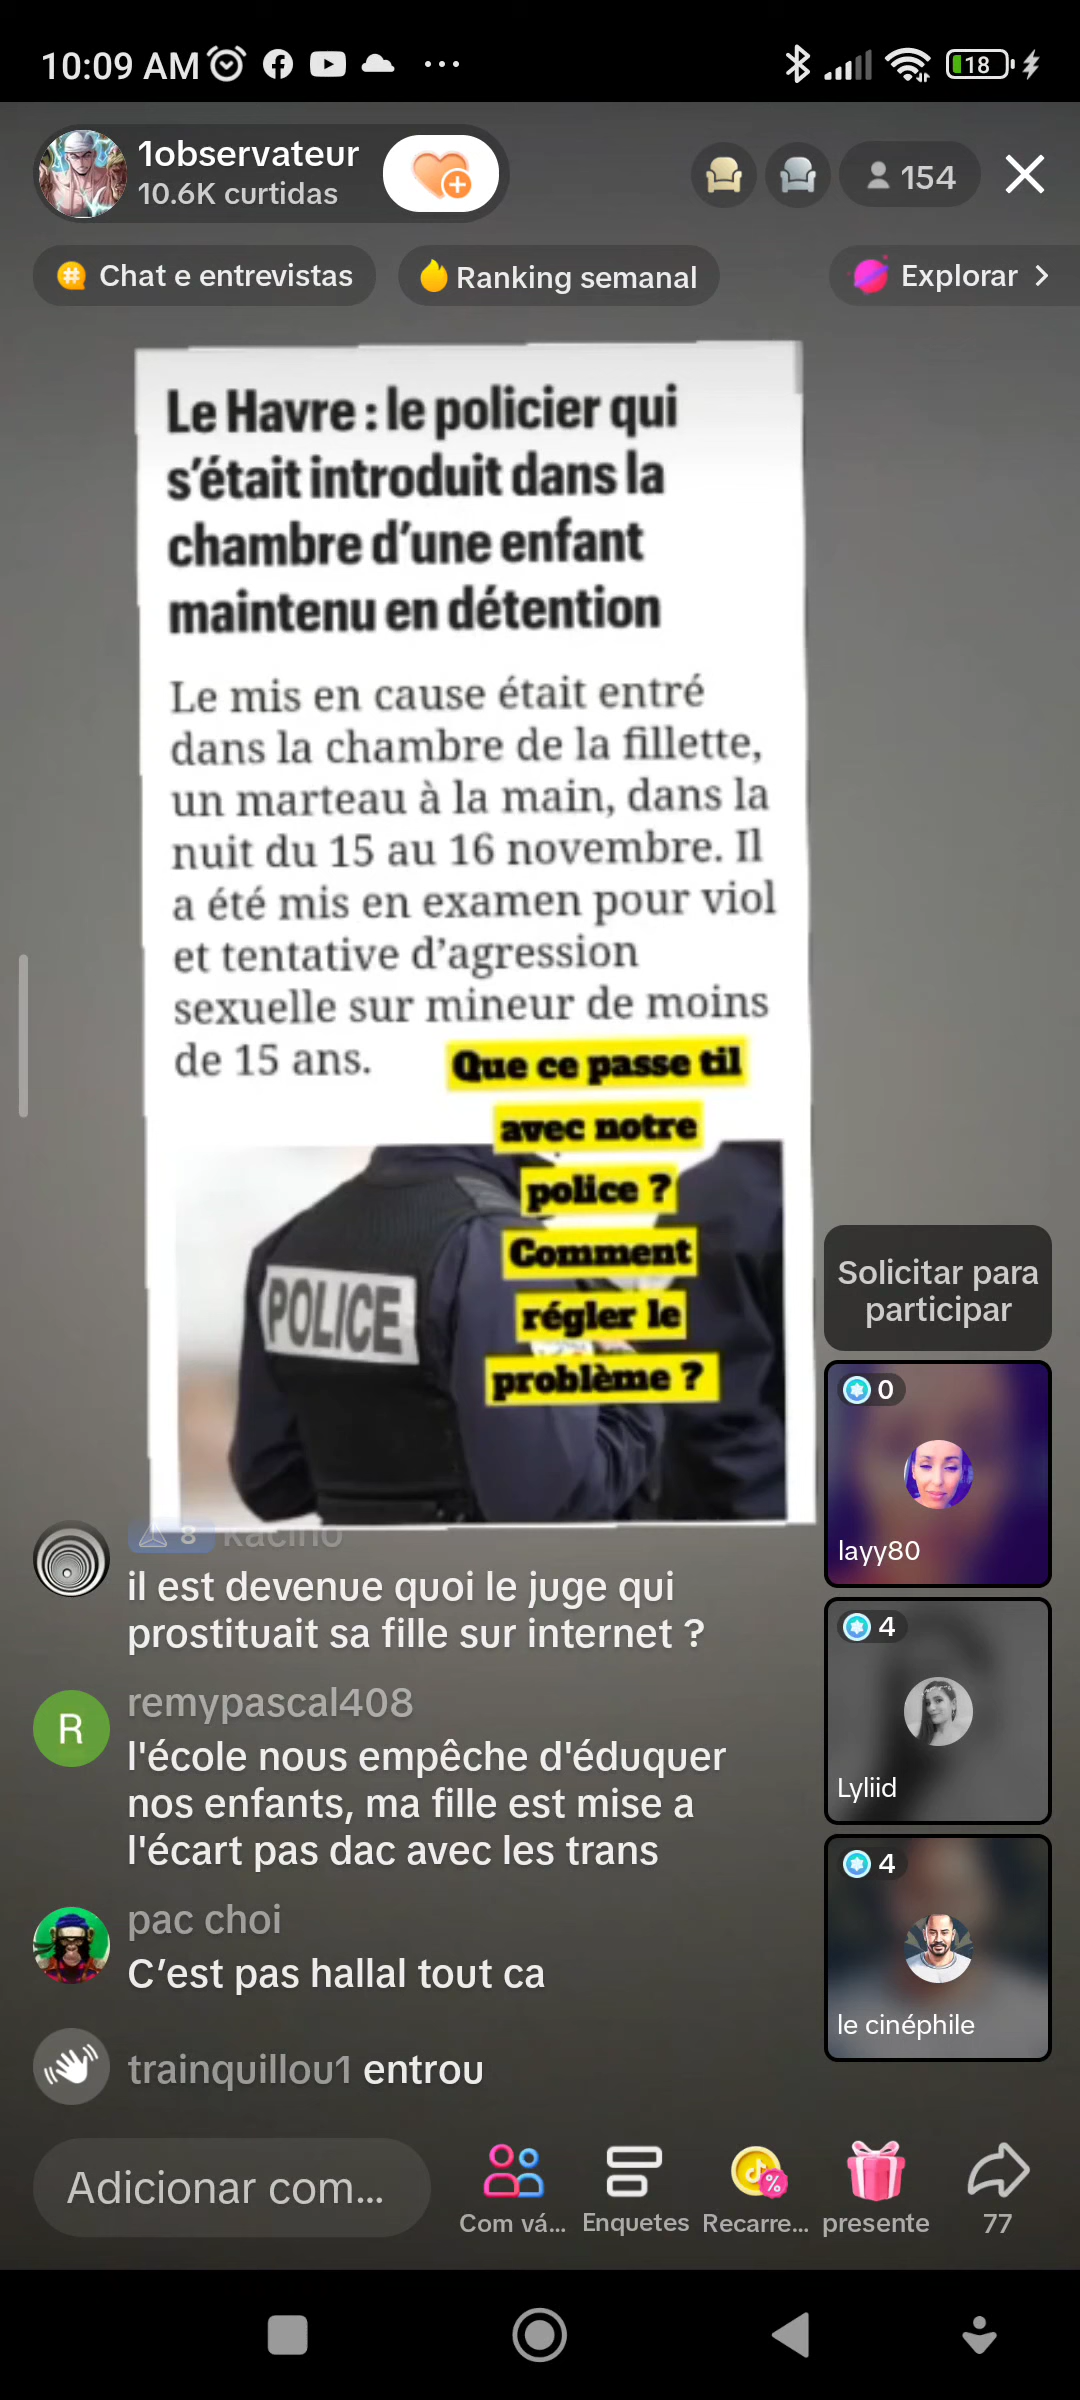 10:09 AM
18
1observateur
10.6K curtidas
154
Chat e entrevistas
Ranking semanal
Explorar
Le Havre : le policier qui
s'était introduit dans la
chambre d'une enfant
maintenu en détention
Le mis en cause était entré
dans la chambre de la fillette,
un marteau à la main, dans la
nuit du 15 au 16 novembre. Il
a été mis en examen pour viol
et tentative d'agression
sexuelle sur mineur de moins
de 15 ans.
Que ce passe til
avec notre
police ?
Comment
régler le
problème ?
POLICE
Solicitar para
participar
0
layy80
4
Lyliid
4
le cinéphile
8 kacino
il est devenue quoi le juge qui
prostituait sa fille sur internet ?
R
remypascal408
l'école nous empêche d'éduquer
nos enfants, ma fille est mise a
l'écart pas dac avec les trans
pac choi
C'est pas hallal tout ca
trainquillou1 entrou
Adicionar com...
Com vá...
Enquetes
Recarre...
presente
77